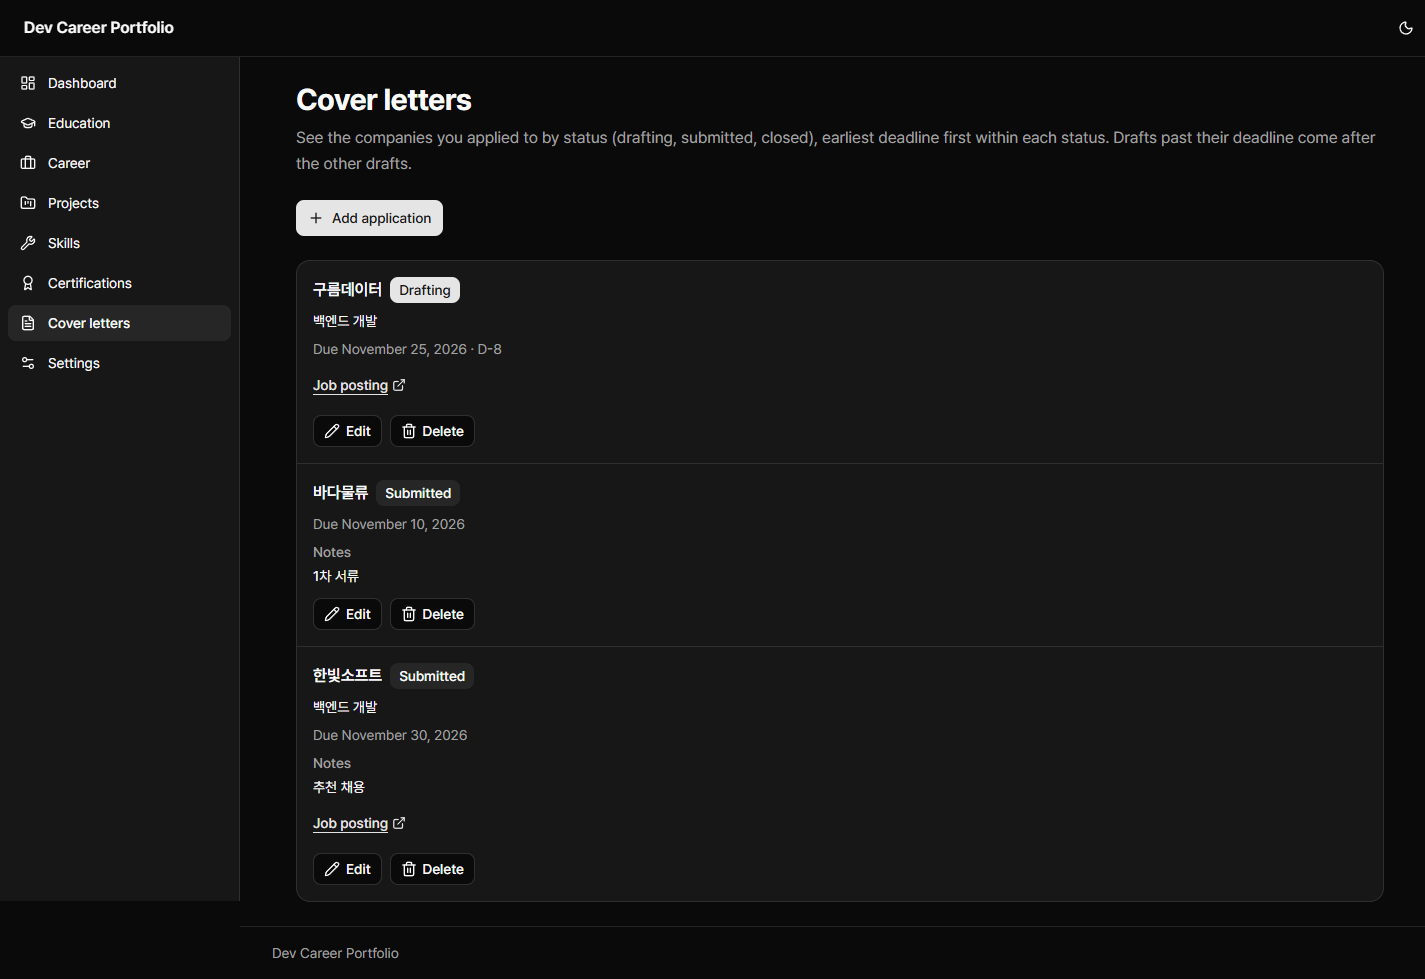 Dev Career Portfolio
Dashboard
Education
Career
Projects
Skills
Certifications
Cover letters
Settings
Cover letters
See the companies you applied to by status (drafting, submitted, closed), earliest deadline first within each status. Drafts past their deadline come after
the other drafts.
Add application
구름데이터 Drafting
백엔드 개발
Due November 25, 2026 · D-8
Job posting
Edit Delete
바다물류 Submitted
Due November 10, 2026
Notes
1차 서류
Edit Delete
한빛소프트 Submitted
백엔드 개발
Due November 30, 2026
Notes
추천 채용
Job posting
Edit Delete
Dev Career Portfolio